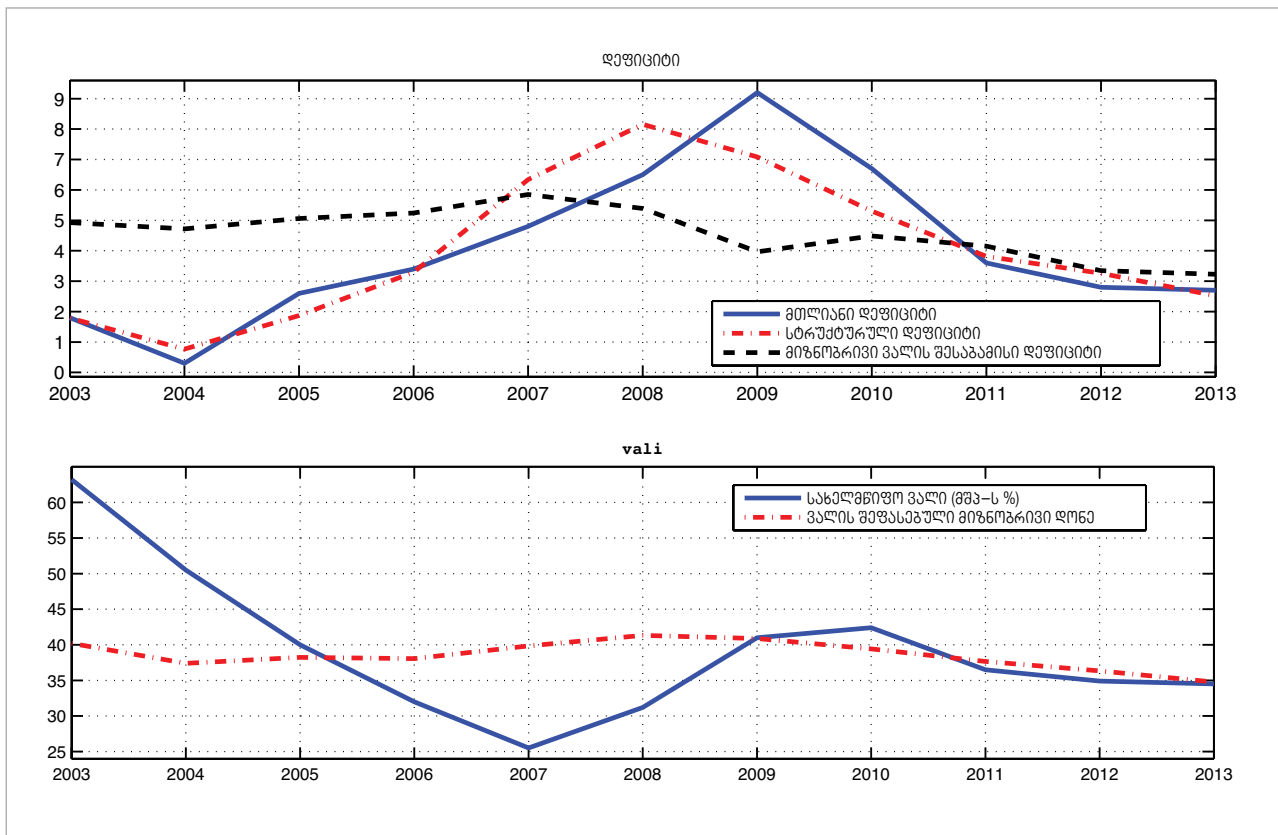 დეფიციტი
9
8
7
6
5
4
3
2
1
0
მთლიანი დეფიციტი
სტრუქტურული დეფიციტი
მიზნობრივი ვალის შესაბამისი დეფიციტი
2003 2004 2005 2006 2007 2008 2009 2010 2011 2012 2013
vali
60
55
50
45
40
35
30
25
სახელმწიფო ვალი (მშპ-ს %)
ვალის შეფასებული მიზნობრივი დონე
2003 2004 2005 2006 2007 2008 2009 2010 2011 2012 2013